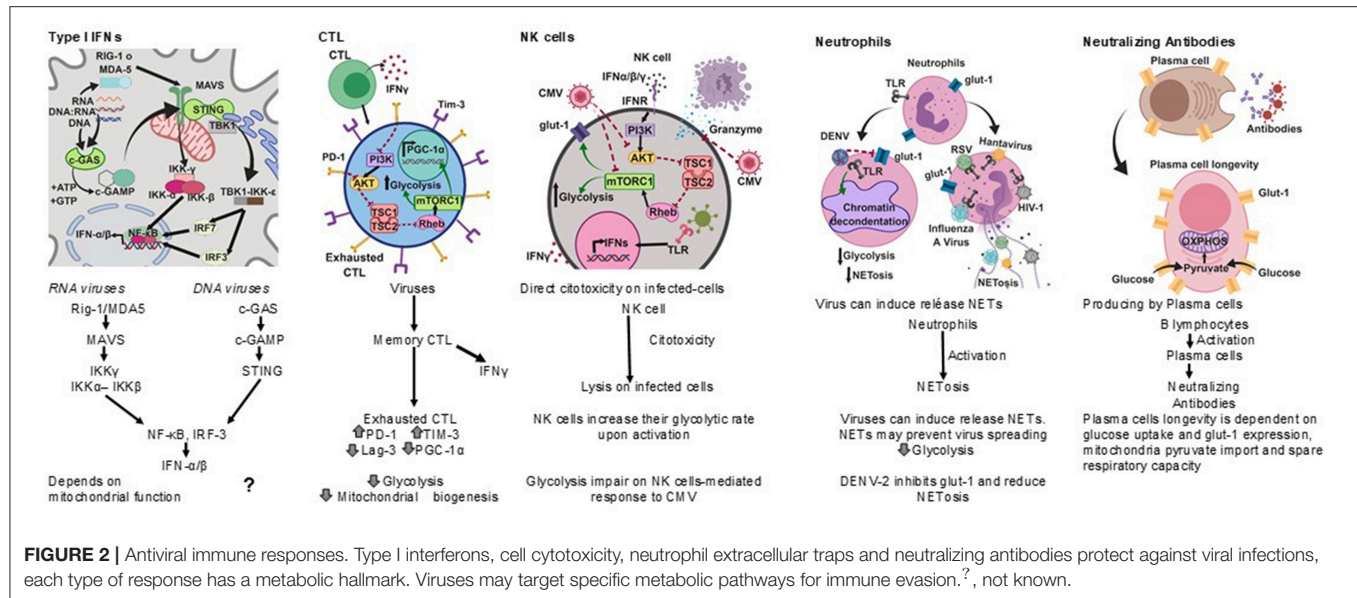 Type I IFNs
RIG-1 o
MDA-5
MAVS
RNA
DNA:RNA
DNA
STING
TBK1
c-GAS
+ATP
+GTP
c-GAMP
IKK-γ
IKK-α
IKK-β
TBK1-IKK-ε
IFN-α/β
NF-κB
IRF7
IRF3
RNA viruses
DNA viruses
Rig-1/MDA5
c-GAS
MAVS
c-GAMP
IKKγ
STING
IKKα– IKKβ
NF-κB, IRF-3
IFN-α/β
Depends on
mitochondrial function
?
CTL
CTL
IFNγ
Tim-3
PD-1
PI3K
PGC-1α
AKT
Glycolysis
mTORC1
TSC1
TSC2
Rheb
Exhausted
CTL
Viruses
Memory CTL
IFNγ
Exhausted CTL
PD-1 TIM-3
Lag-3 PGC-1α
Glycolysis
Mitochondrial biogenesis
NK cells
NK cell
IFNα/β/γ
CMV
IFNR
glut-1
PI3K
Granzyme
AKT
TSC1
TSC2
CMV
mTORC1
Glycolysis
Rheb
IFNs
TLR
IFNγ
Direct citotoxicity on infected-cells
NK cell
Citotoxicity
Lysis on infected cells
NK cells increase their glycolytic rate
upon activation
Glycolysis impair on NK cells-mediated
response to CMV
Neutrophils
Neutrophils
TLR
glut-1
DENV
glut-1
TLR
RSV
Hantavirus
glut-1
Chromatin
decondentation
HIV-1
Influenza
A Virus
Glycolysis
NETosis
NETosis
Virus can induce reléase NETs
Neutrophils
Activation
NETosis
Viruses can induce release NETs.
NETs may prevent virus spreading
Glycolysis
DENV-2 inhibits glut-1 and reduce
NETosis
Neutralizing Antibodies
Plasma cell
Antibodies
Plasma cell longevity
Glut-1
OXPHOS
Pyruvate
Glucose
Glucose
Producing by Plasma cells
B lymphocytes
Activation
Plasma cells
Neutralizing
Antibodies
Plasma cells longevity is dependent on
glucose uptake and glut-1 expression,
mitochondria pyruvate import and spare
respiratory capacity
FIGURE 2 | Antiviral immune responses. Type I interferons, cell cytotoxicity, neutrophil extracellular traps and neutralizing antibodies protect against viral infections,
each type of response has a metabolic hallmark. Viruses may target specific metabolic pathways for immune evasion.?, not known.